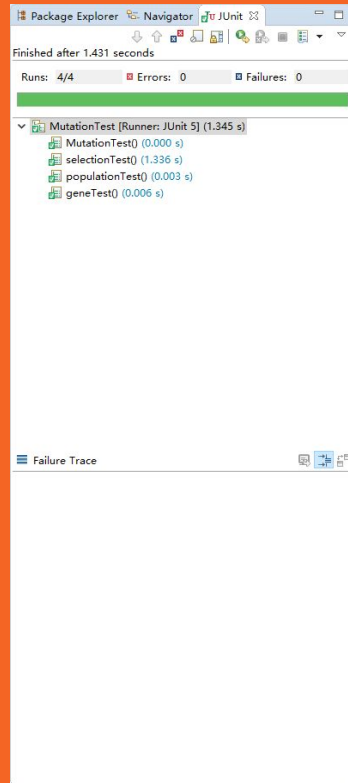 Package Explorer Navigator JUnit
Finished after 1.431 seconds
Runs: 4/4 Errors: 0 Failures: 0
MutationTest [Runner: JUnit 5] (1.345 s)
MutationTest() (0.000 s)
selectionTest() (1.336 s)
populationTest() (0.003 s)
geneTest() (0.006 s)
Failure Trace